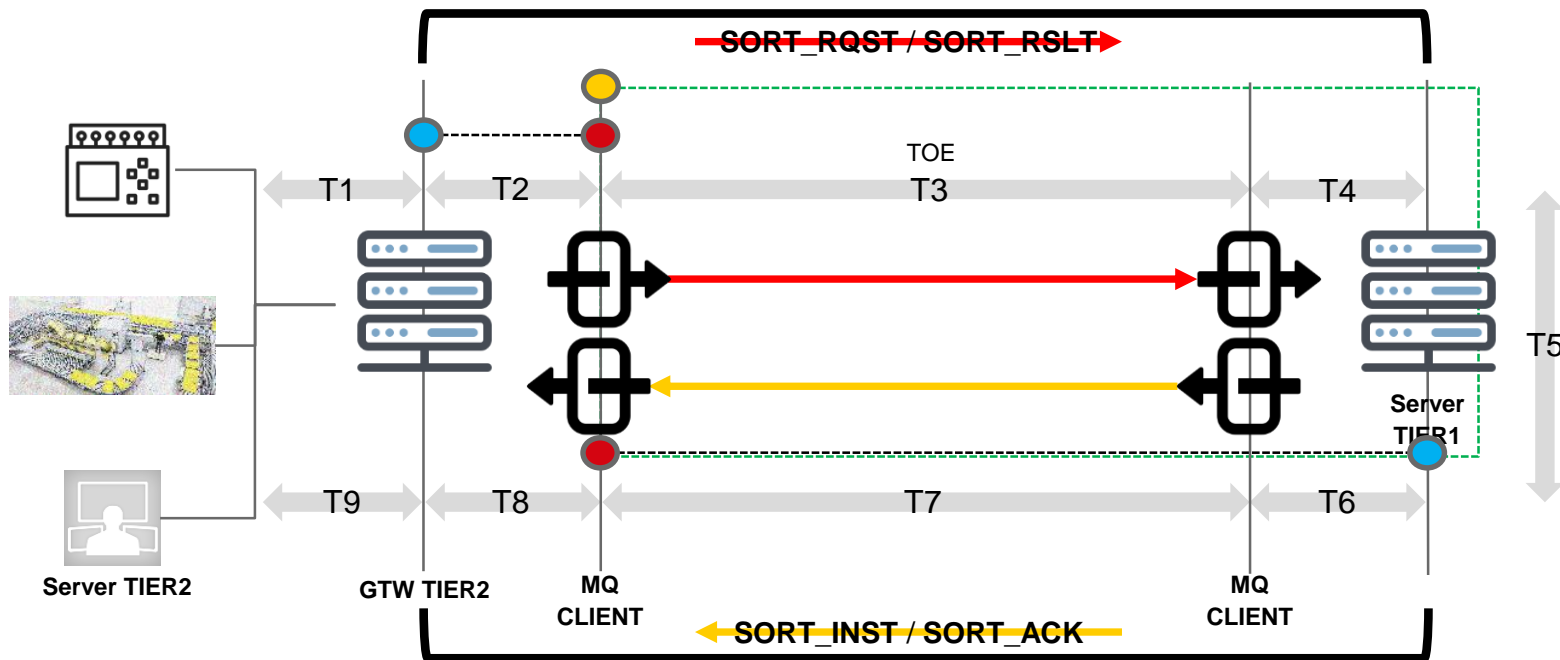 SORT_RQST / SORT_RSLT
TOE
T1
T2
T3
T4
T5
Server
TIER1
T9
T8
T7
T6
Server TIER2
GTW TIER2
MQ
CLIENT
MQ
CLIENT
SORT_INST / SORT_ACK